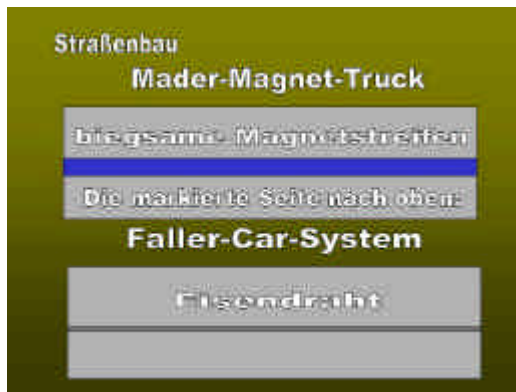 Straßenbau
Mader-Magnet-Truck
biegsame Magnetstreifen
Die markierte Seite nach oben.
Faller-Car-System
Eisendraht